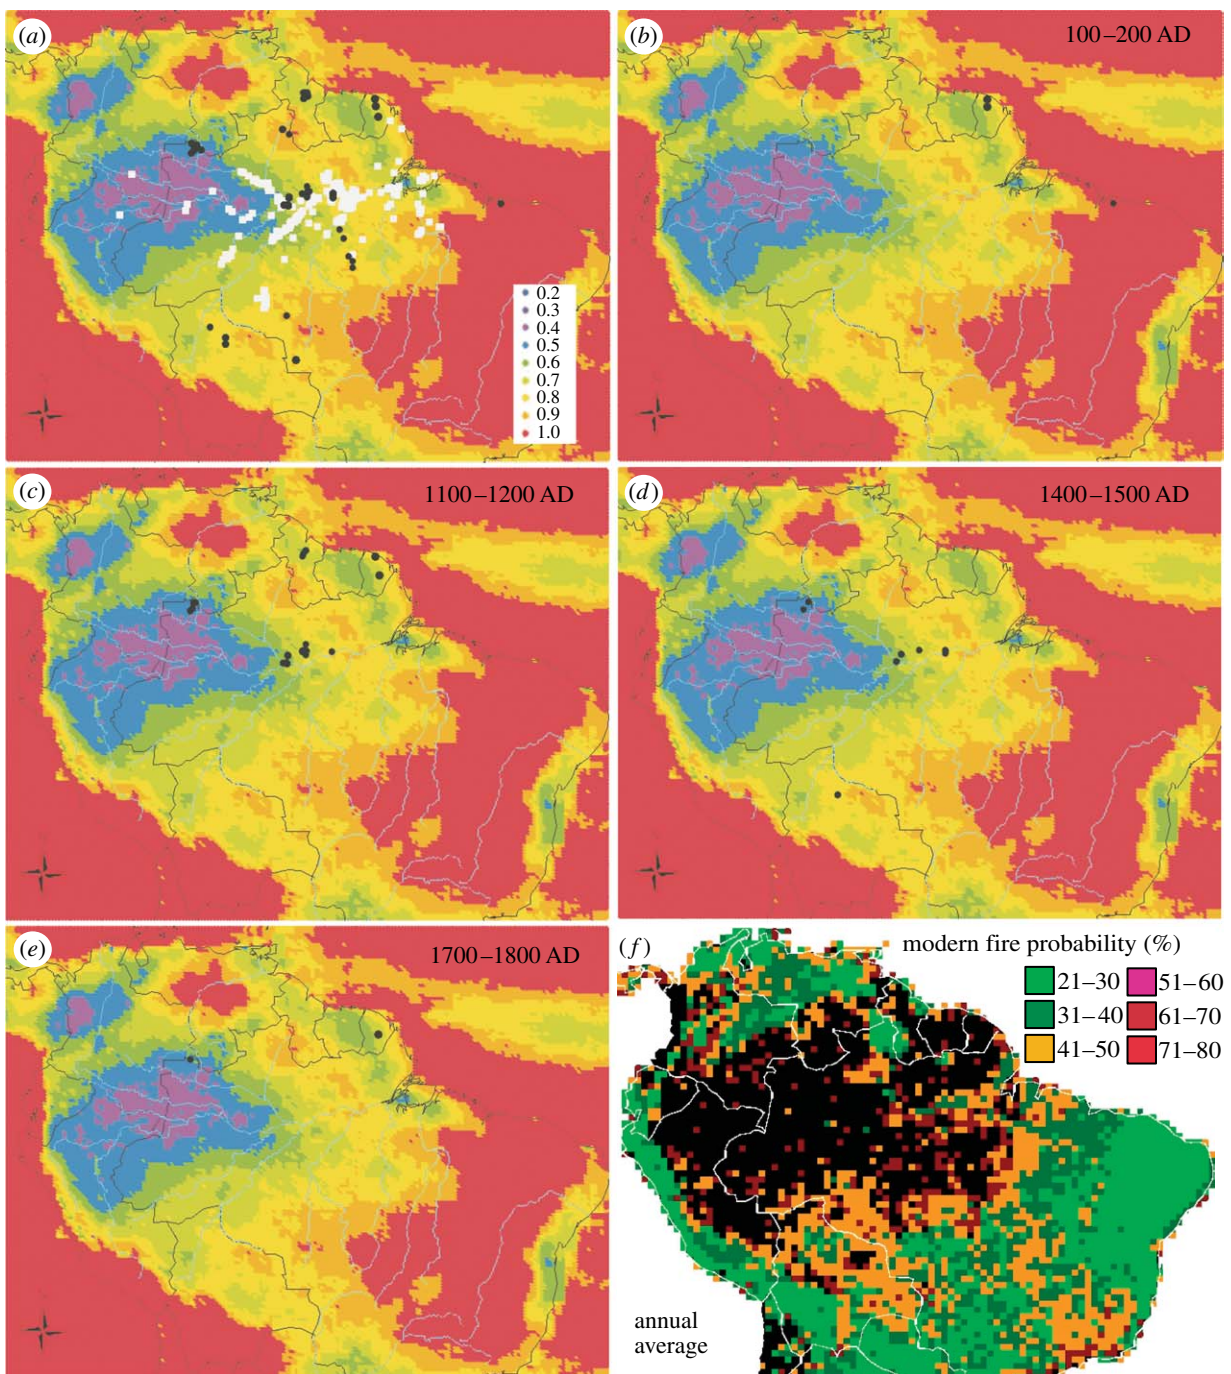 (a)
0.2
0.3
0.4
0.5
0.6
0.7
0.8
0.9
1.0
(b)
100–200 AD
(c)
1100–1200 AD
(d)
1400–1500 AD
(e)
1700–1800 AD
(f)
modern fire probability (%)
21–30 51–60
31–40 61–70
41–50 71–80
annual
average